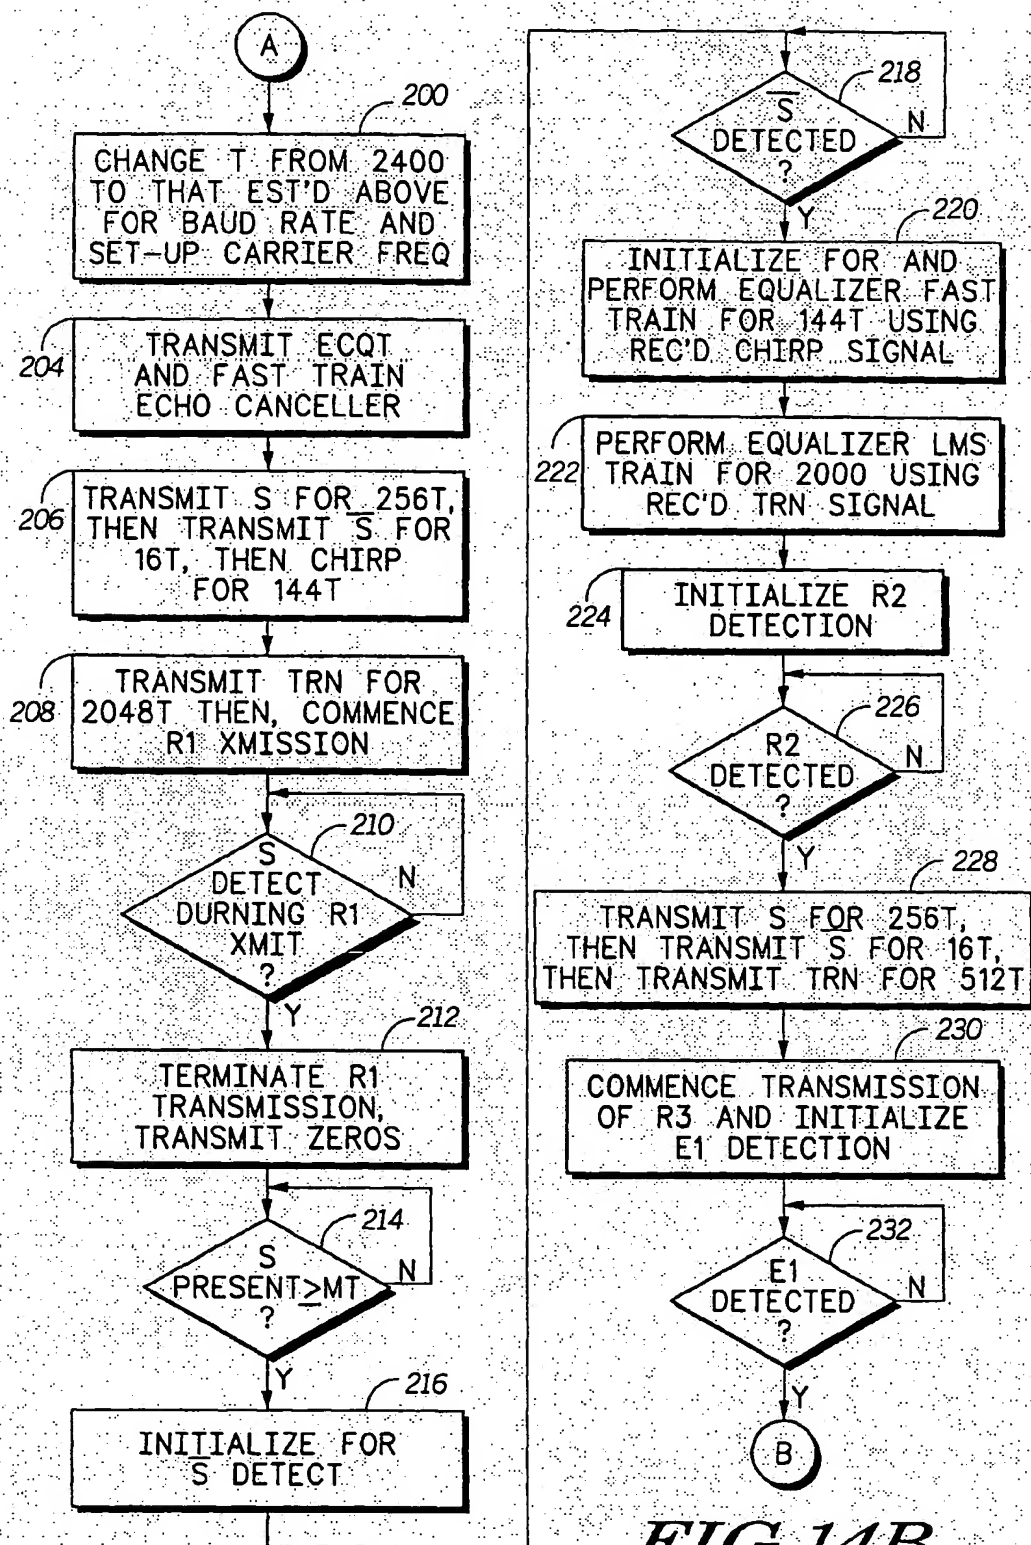 A
200
CHANGE T FROM 2400
TO THAT EST'D ABOVE
FOR BAUD RATE AND
SET-UP CARRIER FREQ
204
TRANSMIT ECQT
AND FAST TRAIN
ECHO CANCELLER
206
TRANSMIT S FOR 256T,
THEN TRANSMIT S̅ FOR
16T, THEN CHIRP
FOR 144T
208
TRANSMIT TRN FOR
2048T THEN, COMMENCE
R1 XMISSION
210
S
DETECT
DURNING R1
XMIT
?
N
Y
212
TERMINATE R1
TRANSMISSION,
TRANSMIT ZEROS
214
S
PRESENT≥MT
?
N
Y
216
INITIALIZE FOR
S̅ DETECT
218
S̅
DETECTED
?
N
Y
220
INITIALIZE FOR AND
PERFORM EQUALIZER FAST
TRAIN FOR 144T USING
REC'D CHIRP SIGNAL
222
PERFORM EQUALIZER LMS
TRAIN FOR 2000 USING
REC'D TRN SIGNAL
224
INITIALIZE R2
DETECTION
226
R2
DETECTED
?
N
Y
228
TRANSMIT S FOR 256T,
THEN TRANSMIT S̅ FOR 16T,
THEN TRANSMIT TRN FOR 512T
230
COMMENCE TRANSMISSION
OF R3 AND INITIALIZE
E1 DETECTION
232
E1
DETECTED
?
N
Y
B
FIG.14B